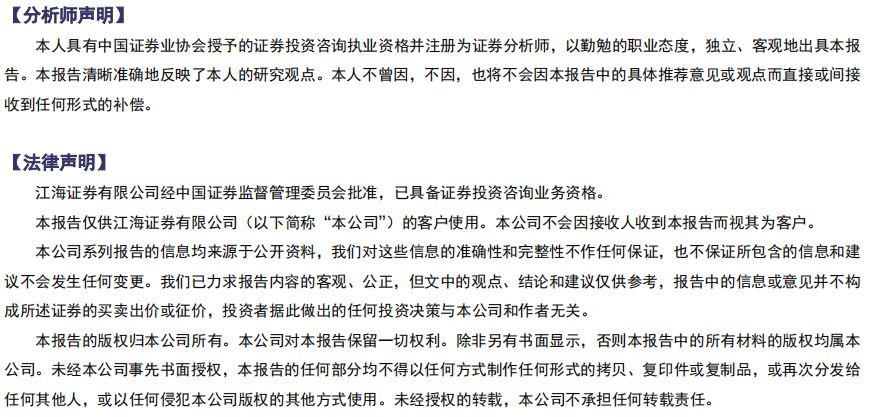 【分析师声明】
本人具有中国证券业协会授予的证券投资咨询执业资格并注册为证券分析师，以勤勉的职业态度，独立、客观地出具本报
告。本报告清晰准确地反映了本人的研究观点。本人不曾因，不因，也将不会因本报告中的具体推荐意见或观点而直接或间接
收到任何形式的补偿。
【法律声明】
江海证券有限公司经中国证券监督管理委员会批准，已具备证券投资咨询业务资格。
本报告仅供江海证券有限公司（以下简称“本公司”）的客户使用。本公司不会因接收人收到本报告而视其为客户。
本公司系列报告的信息均来源于公开资料，我们对这些信息的准确性和完整性不作任何保证，也不保证所包含的信息和建
议不会发生任何变更。我们已力求报告内容的客观、公正，但文中的观点、结论和建议仅供参考，报告中的信息或意见并不构
成所述证券的买卖出价或征价，投资者据此做出的任何投资决策与本公司和作者无关。
本报告的版权归本公司所有。本公司对本报告保留一切权利。除非另有书面显示，否则本报告中的所有材料的版权均属本
公司。未经本公司事先书面授权，本报告的任何部分均不得以任何方式制作任何形式的拷贝、复印件或复制品，或再次分发给
任何其他人，或以任何侵犯本公司版权的其他方式使用。未经授权的转载，本公司不承担任何转载责任。